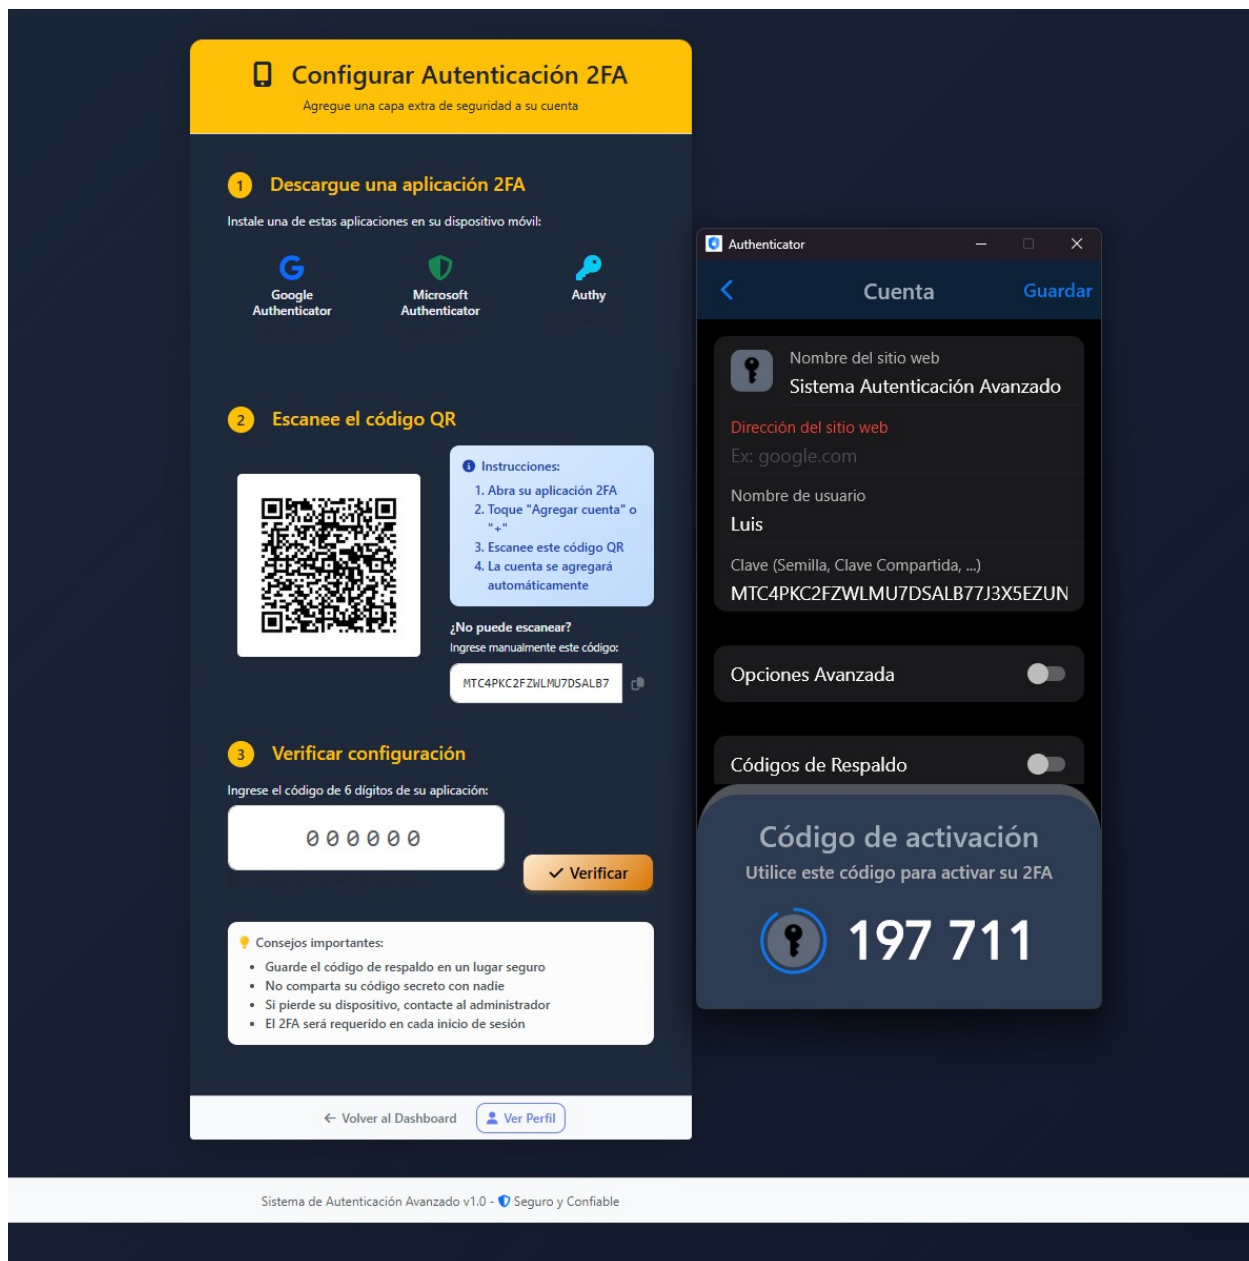 Configurar Autenticación 2FA
Agregue una capa extra de seguridad a su cuenta
1 Descargue una aplicación 2FA
Instale una de estas aplicaciones en su dispositivo móvil:
Google Authenticator
Microsoft Authenticator
Authy
2 Escanee el código QR
Instrucciones:
1. Abra su aplicación 2FA
2. Toque "Agregar cuenta" o
"+"
3. Escanee este código QR
4. La cuenta se agregará
automáticamente
¿No puede escanear?
Ingrese manualmente este código:
MTC4PKC2FZWLMU7DSALB7
3 Verificar configuración
Ingrese el código de 6 dígitos de su aplicación:
000000
Verificar
Consejos importantes:
• Guarde el código de respaldo en un lugar seguro
• No comparta su código secreto con nadie
• Si pierde su dispositivo, contacte al administrador
• El 2FA será requerido en cada inicio de sesión
← Volver al Dashboard
Ver Perfil
Sistema de Autenticación Avanzado v1.0 - Seguro y Confiable
Authenticator
Cuenta
Guardar
Nombre del sitio web
Sistema Autenticación Avanzado
Dirección del sitio web
Ex: google.com
Nombre de usuario
Luis
Clave (Semilla, Clave Compartida, ...)
MTC4PKC2FZWLMU7DSALB77J3X5EZUN
Opciones Avanzada
Códigos de Respaldo
Código de activación
Utilice este código para activar su 2FA
197 711